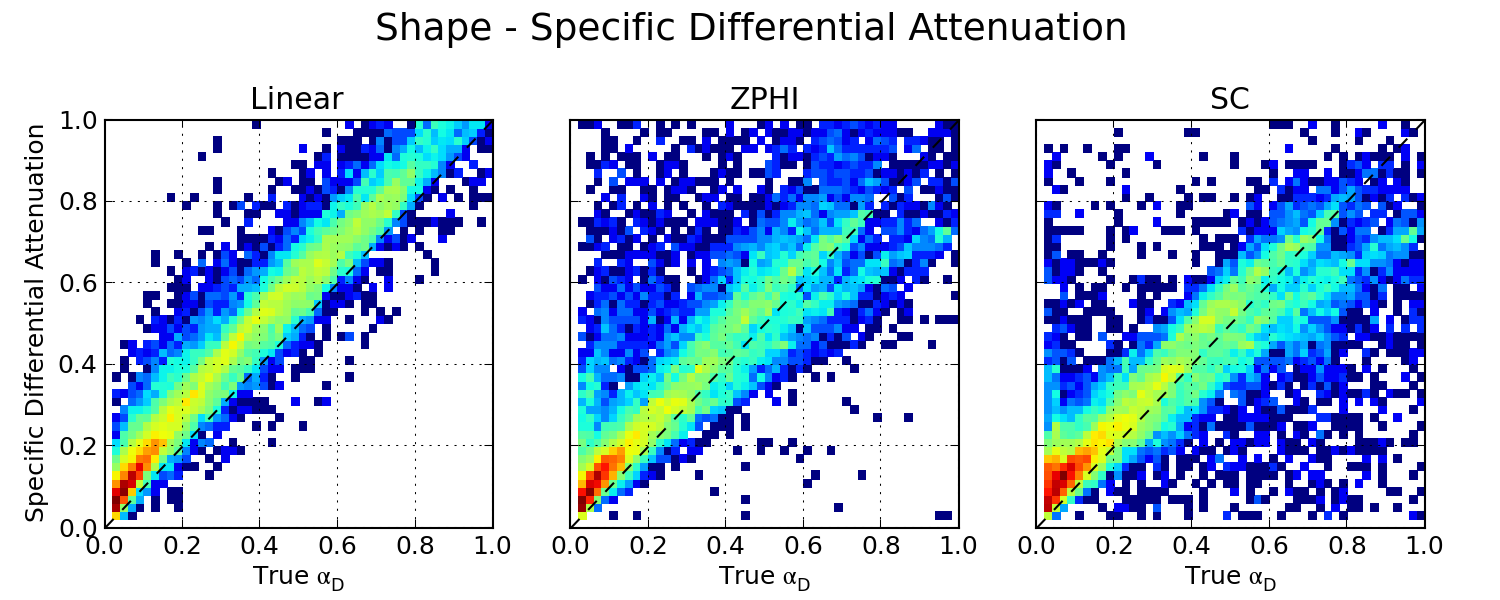 Shape - Specific Differential Attenuation
Linear
ZPHI
SC
Specific Differential Attenuation
1.0
0.8
0.6
0.4
0.2
0.0
0.0 0.2 0.4 0.6 0.8 1.0
0.0 0.2 0.4 0.6 0.8 1.0
0.0 0.2 0.4 0.6 0.8 1.0
True α_D
True α_D
True α_D